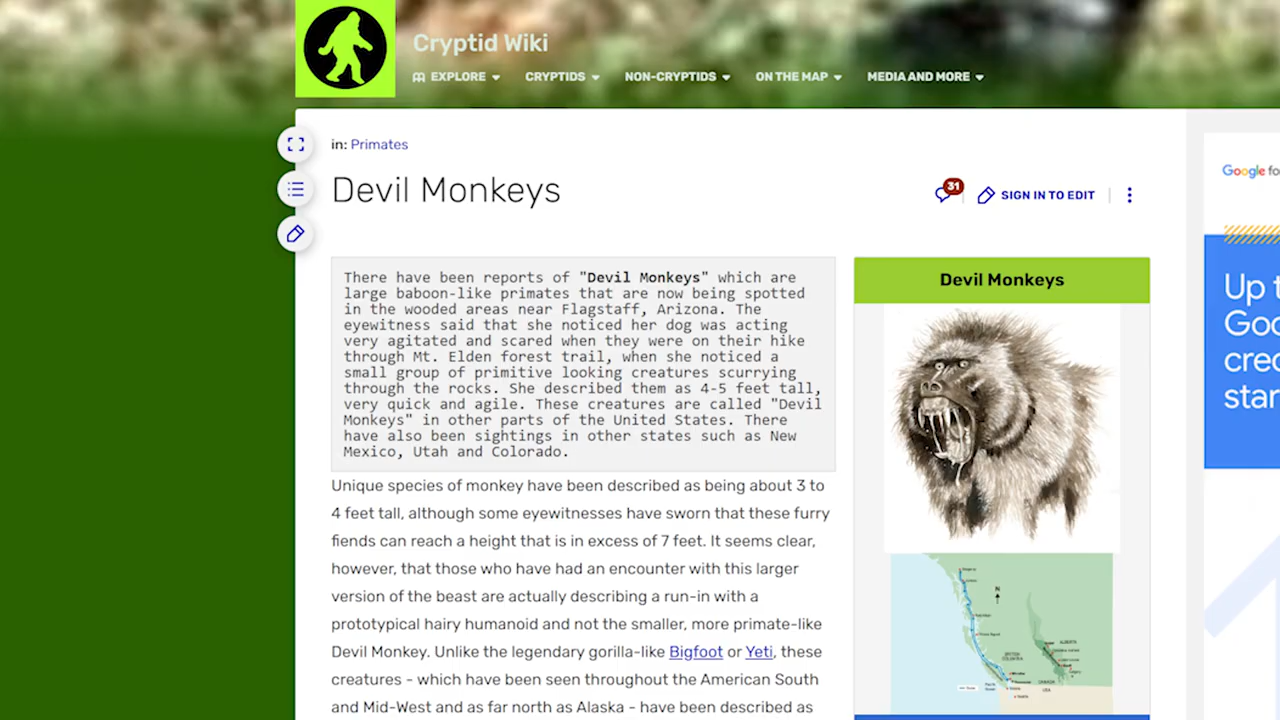 Cryptid Wiki
EXPLORE CRYPTIDS NON-CRYPTIDS ON THE MAP MEDIA AND MORE
in: Primates
Devil Monkeys
31 SIGN IN TO EDIT
There have been reports of "Devil Monkeys" which are
large baboon-like primates that are now being spotted
in the wooded areas near Flagstaff, Arizona. The
eyewitness said that she noticed her dog was acting
very agitated and scared when they were on their hike
through Mt. Elden forest trail, when she noticed a
small group of primitive looking creatures scurrying
through the rocks. She described them as 4-5 feet tall,
very quick and agile. These creatures are called "Devil
Monkeys" in other parts of the United States. There
have also been sightings in other states such as New
Mexico, Utah and Colorado.
Unique species of monkey have been described as being about 3 to
4 feet tall, although some eyewitnesses have sworn that these furry
fiends can reach a height that is in excess of 7 feet. It seems clear,
however, that those who have had an encounter with this larger
version of the beast are actually describing a run-in with a
prototypical hairy humanoid and not the smaller, more primate-like
Devil Monkey. Unlike the legendary gorilla-like Bigfoot or Yeti, these
creatures - which have been seen throughout the American South
and Mid-West and as far north as Alaska - have been described as
Devil Monkeys
N
ALBERTA
BRITISH
COLUMBIA
CANADA
USA
Google fo
Up t
Goo
crec
star